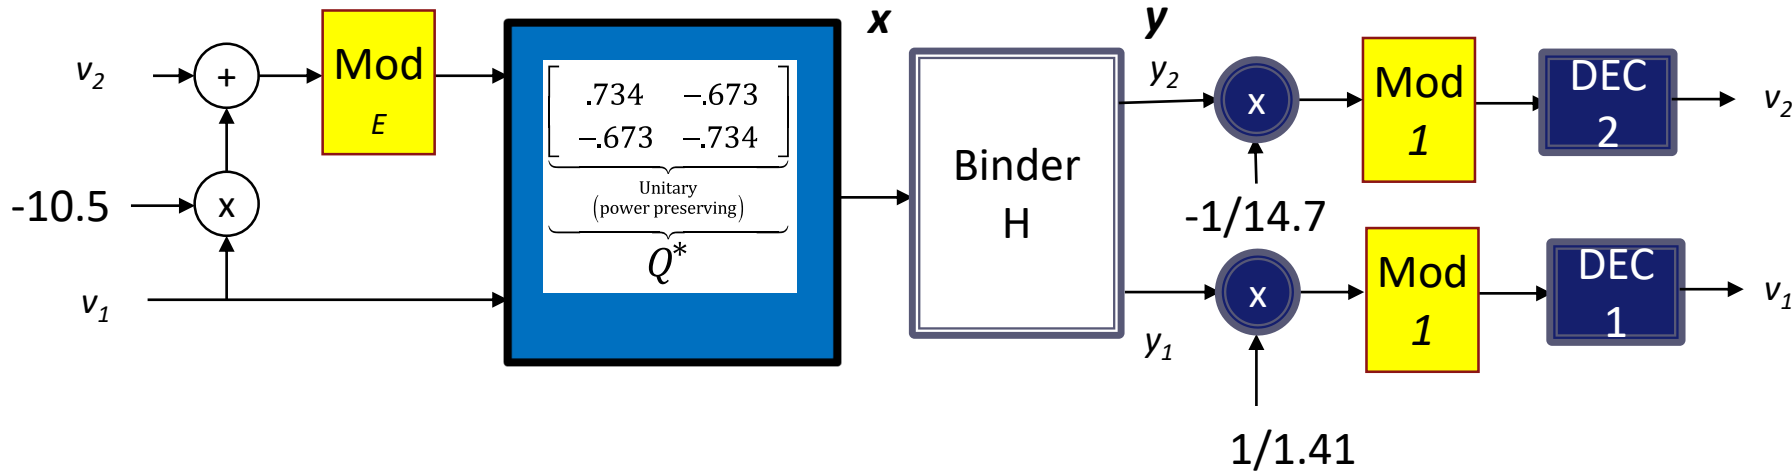 x
y
v2
+
Mod
E
.734 -.673
-.673 -.734
Unitary
(power preserving)
Q*
Binder
H
y2
x
Mod
1
DEC
2
v2
-10.5
x
-1/14.7
v1
y1
x
Mod
1
DEC
1
v1
1/1.41